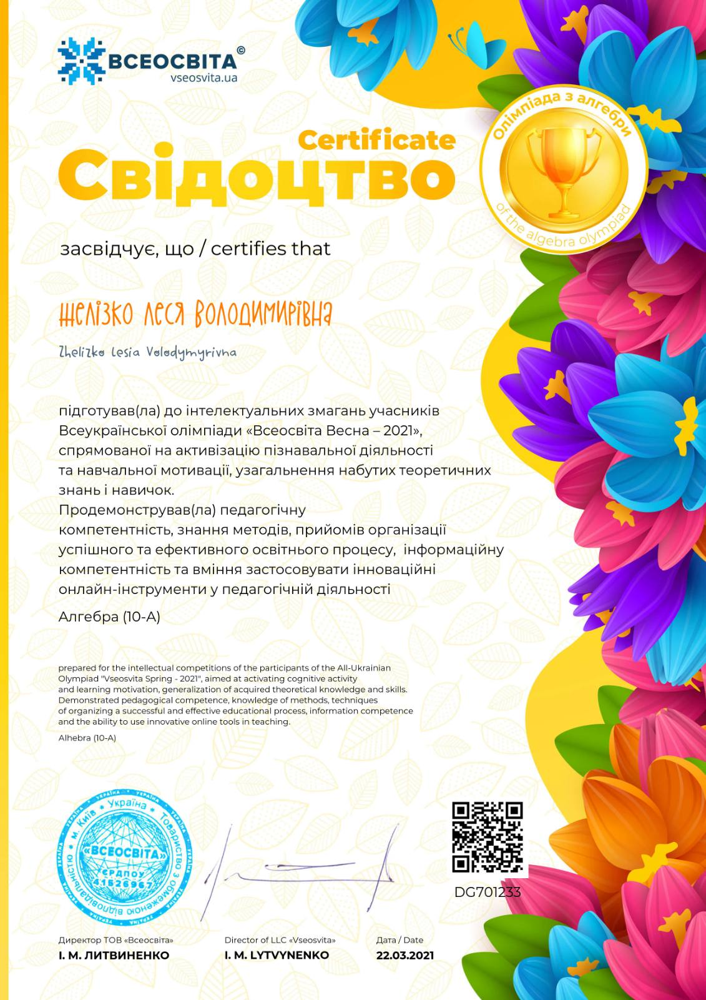 ВСЕОСВІТА©
vseosvita.ua
Олімпіада з алгебри
of the algebra olympiad
Certificate
Свідоцтво
засвідчує, що / certifies that
Желізко Леся Володимирівна
Zhelizko Lesia Volodymyrivna
підготував(ла) до інтелектуальних змагань учасників
Всеукраїнської олімпіади «Всеосвіта Весна – 2021»,
спрямованої на активізацію пізнавальної діяльності
та навчальної мотивації, узагальнення набутих теоретичних
знань і навичок.
Продемонстрував(ла) педагогічну
компетентність, знання методів, прийомів організації
успішного та ефективного освітнього процесу, інформаційну
компетентність та вміння застосовувати інноваційні
онлайн-інструменти у педагогічній діяльності
Алгебра (10-А)
prepared for the intellectual competitions of the participants of the All-Ukrainian
Olympiad "Vseosvita Spring - 2021", aimed at activating cognitive activity
and learning motivation, generalization of acquired theoretical knowledge and skills.
Demonstrated pedagogical competence, knowledge of methods, techniques
of organizing a successful and effective educational process, information competence
and the ability to use innovative online tools in teaching.
Alhebra (10-A)
УКРАЇНА • УКРАЇНА • УКРАЇНА • УКРАЇНА • УКРАЇНА • УКРАЇНА
м. Київ * Україна * Товариство з обмеженою відповідальністю *
«ВСЕОСВІТА»
ЄРДПОУ
41526967
DG701233
Директор ТОВ «Всеосвіта»
І. М. ЛИТВИНЕНКО
Director of LLC «Vseosvita»
I. M. LYTVYNENKO
Дата / Date
22.03.2021